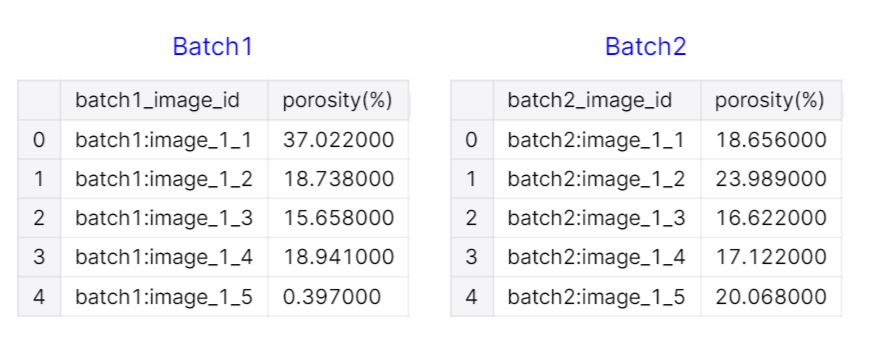 Batch1
batch1_image_id porosity(%)
0 batch1:image_1_1 37.022000
1 batch1:image_1_2 18.738000
2 batch1:image_1_3 15.658000
3 batch1:image_1_4 18.941000
4 batch1:image_1_5 0.397000
Batch2
batch2_image_id porosity(%)
0 batch2:image_1_1 18.656000
1 batch2:image_1_2 23.989000
2 batch2:image_1_3 16.622000
3 batch2:image_1_4 17.122000
4 batch2:image_1_5 20.068000